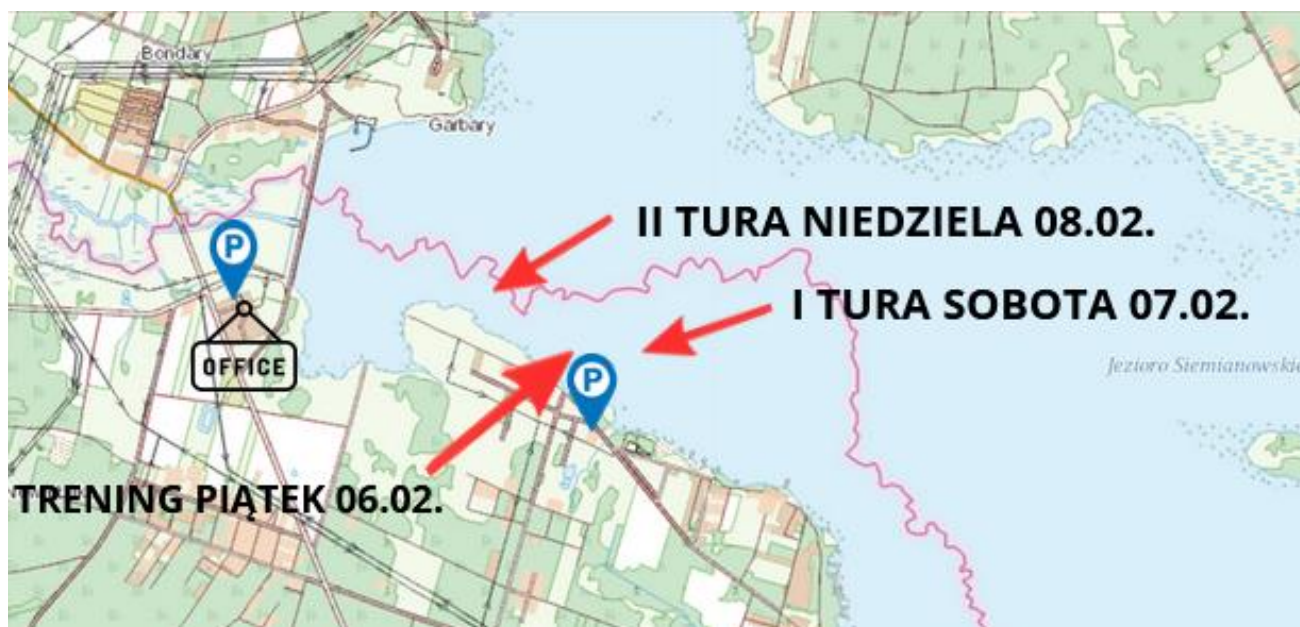 Bondary
Garbary
II TURA NIEDZIELA 08.02.
P
I TURA SOBOTA 07.02.
OFFICE
P
Jezioro Siemianowskie
TRENING PIĄTEK 06.02.